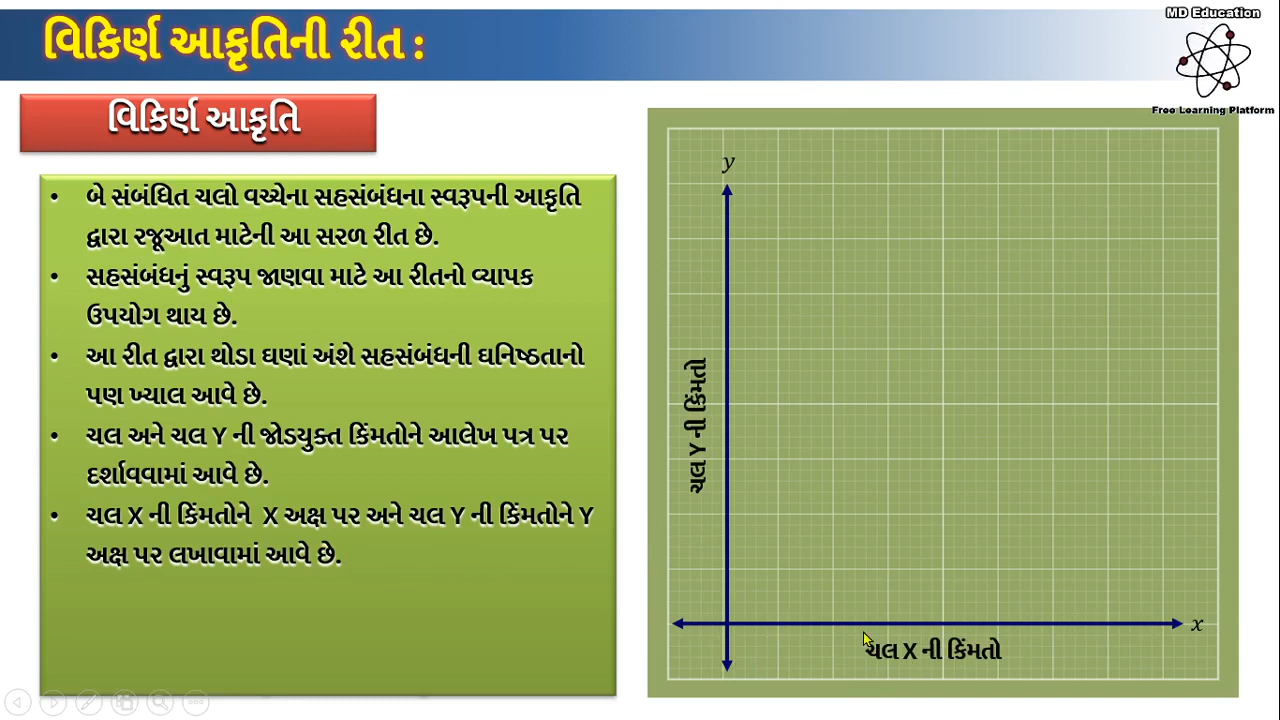 વિકિર્ણ આકૃતિની રીત :
MD Education
Free Learning Platform
વિકિર્ણ આકૃતિ
• બે સંબંધિત ચલો વચ્ચેના સહસંબંધના સ્વરૂપની આકૃતિ
દ્વારા રજૂઆત માટેની આ સરળ રીત છે.
• સહસંબંધનું સ્વરૂપ જાણવા માટે આ રીતનો વ્યાપક
ઉપયોગ થાય છે.
• આ રીત દ્વારા થોડા ઘણાં અંશે સહસંબંધની ઘનિષ્ઠતાનો
પણ ખ્યાલ આવે છે.
• ચલ અને ચલ Y ની જોડયુક્ત કિંમતોને આલેખ પત્ર પર
દર્શાવવામાં આવે છે.
• ચલ X ની કિંમતોને X અક્ષ પર અને ચલ Y ની કિંમતોને Y
અક્ષ પર લખાવામાં આવે છે.
y
ચલ Y ની કિંમતો
x
ચલ X ની કિંમતો